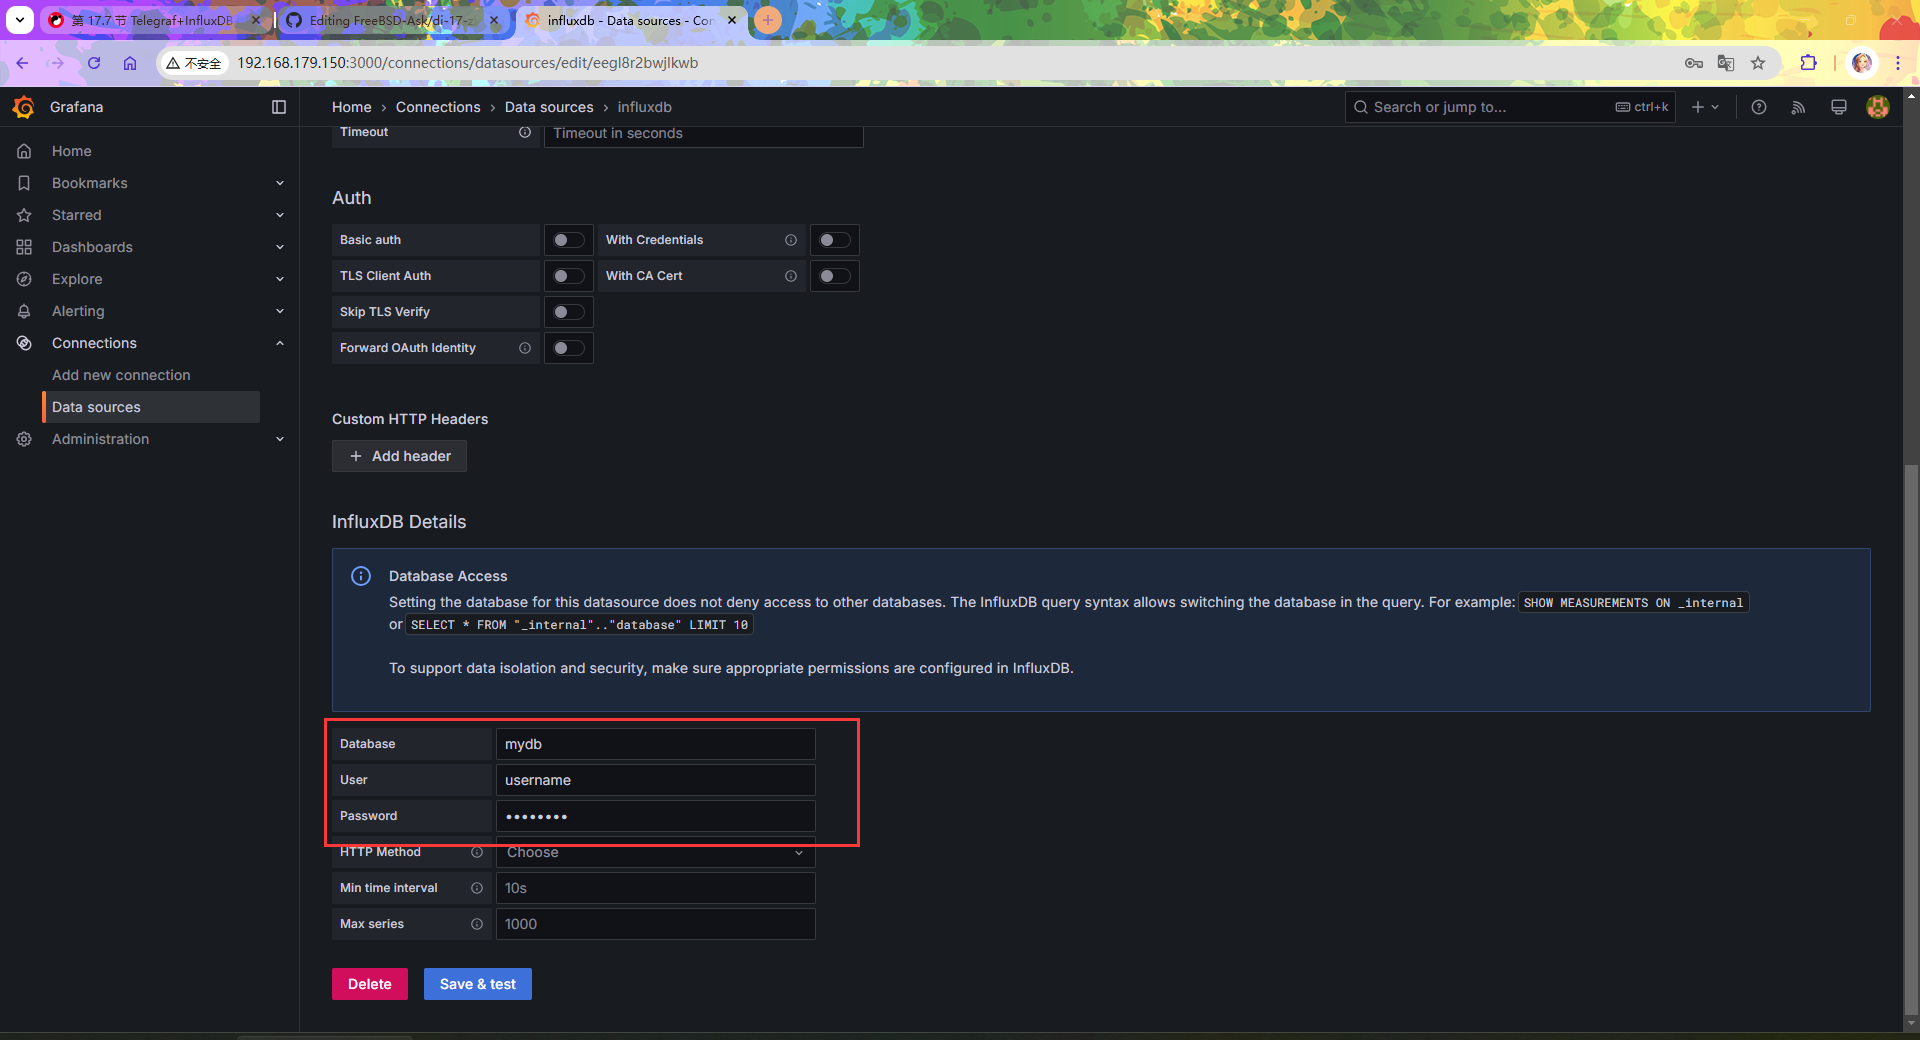 第 17.7 节 Telegraf+InfluxDB
Editing FreeBSD-Ask/di-17-z
influxdb - Data sources - Con
不安全
192.168.179.150:3000/connections/datasources/edit/eegl8r2bwjlkwb
Grafana
Home › Connections › Data sources › influxdb
Search or jump to...
ctrl+k
Home
Bookmarks
Starred
Dashboards
Explore
Alerting
Connections
Add new connection
Data sources
Administration
Timeout
Timeout in seconds
Auth
Basic auth
With Credentials
TLS Client Auth
With CA Cert
Skip TLS Verify
Forward OAuth Identity
Custom HTTP Headers
+ Add header
InfluxDB Details
Database Access
Setting the database for this datasource does not deny access to other databases. The InfluxDB query syntax allows switching the database in the query. For example: SHOW MEASUREMENTS ON _internal
or SELECT * FROM "_internal".."database" LIMIT 10
To support data isolation and security, make sure appropriate permissions are configured in InfluxDB.
Database
mydb
User
username
Password
••••••••
HTTP Method
Choose
Min time interval
10s
Max series
1000
Delete
Save & test